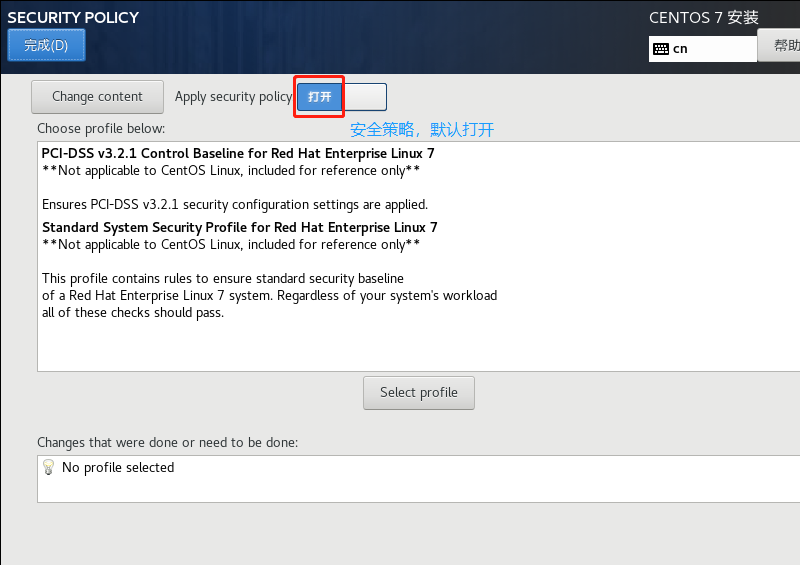 SECURITY POLICY
CENTOS 7 安装
完成(D)
cn
帮助
Change content
Apply security policy
打开
Choose profile below:
安全策略，默认打开
PCI-DSS v3.2.1 Control Baseline for Red Hat Enterprise Linux 7
**Not applicable to CentOS Linux, included for reference only**
Ensures PCI-DSS v3.2.1 security configuration settings are applied.
Standard System Security Profile for Red Hat Enterprise Linux 7
**Not applicable to CentOS Linux, included for reference only**
This profile contains rules to ensure standard security baseline
of a Red Hat Enterprise Linux 7 system. Regardless of your system's workload
all of these checks should pass.
Select profile
Changes that were done or need to be done:
No profile selected